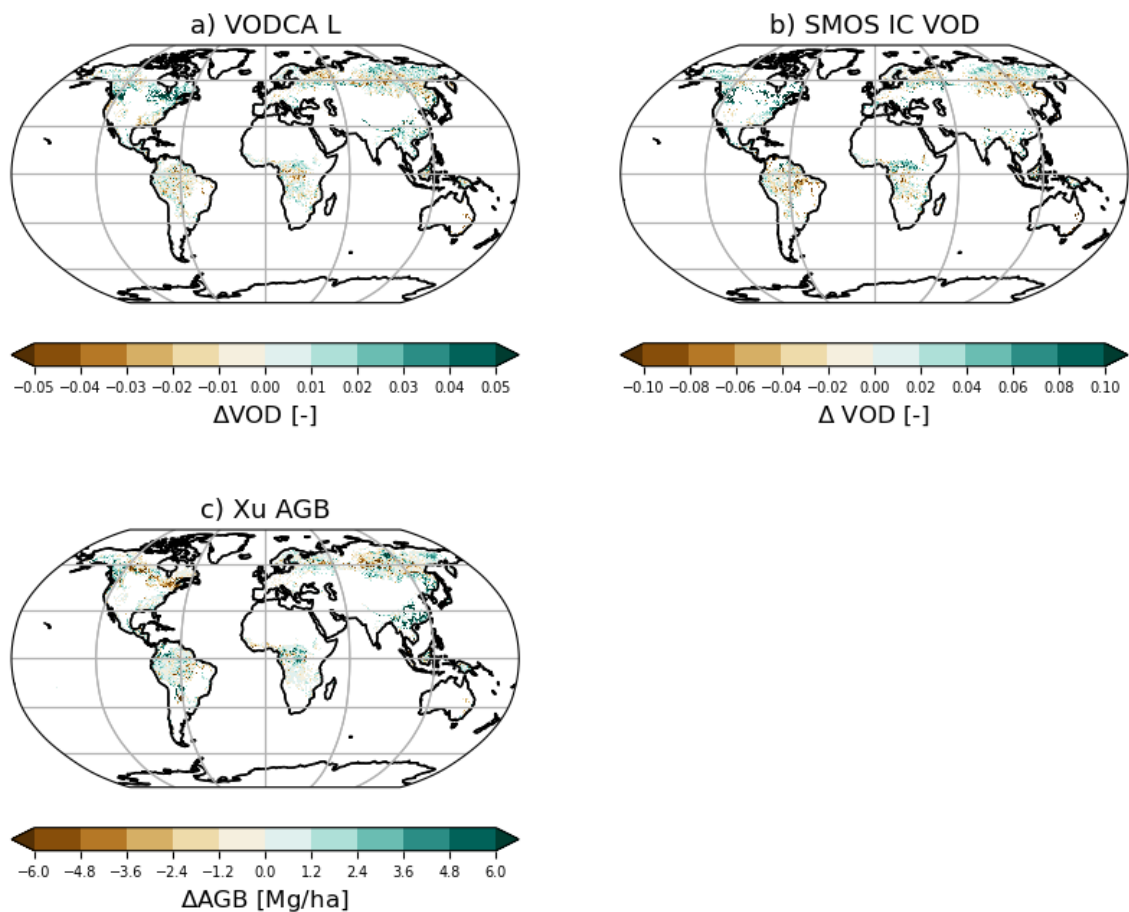 a) VODCA L
−0.05 −0.04 −0.03 −0.02 −0.01 0.00 0.01 0.02 0.03 0.04 0.05
ΔVOD [-]
b) SMOS IC VOD
−0.10 −0.08 −0.06 −0.04 −0.02 0.00 0.02 0.04 0.06 0.08 0.10
Δ VOD [-]
c) Xu AGB
−6.0 −4.8 −3.6 −2.4 −1.2 0.0 1.2 2.4 3.6 4.8 6.0
ΔAGB [Mg/ha]